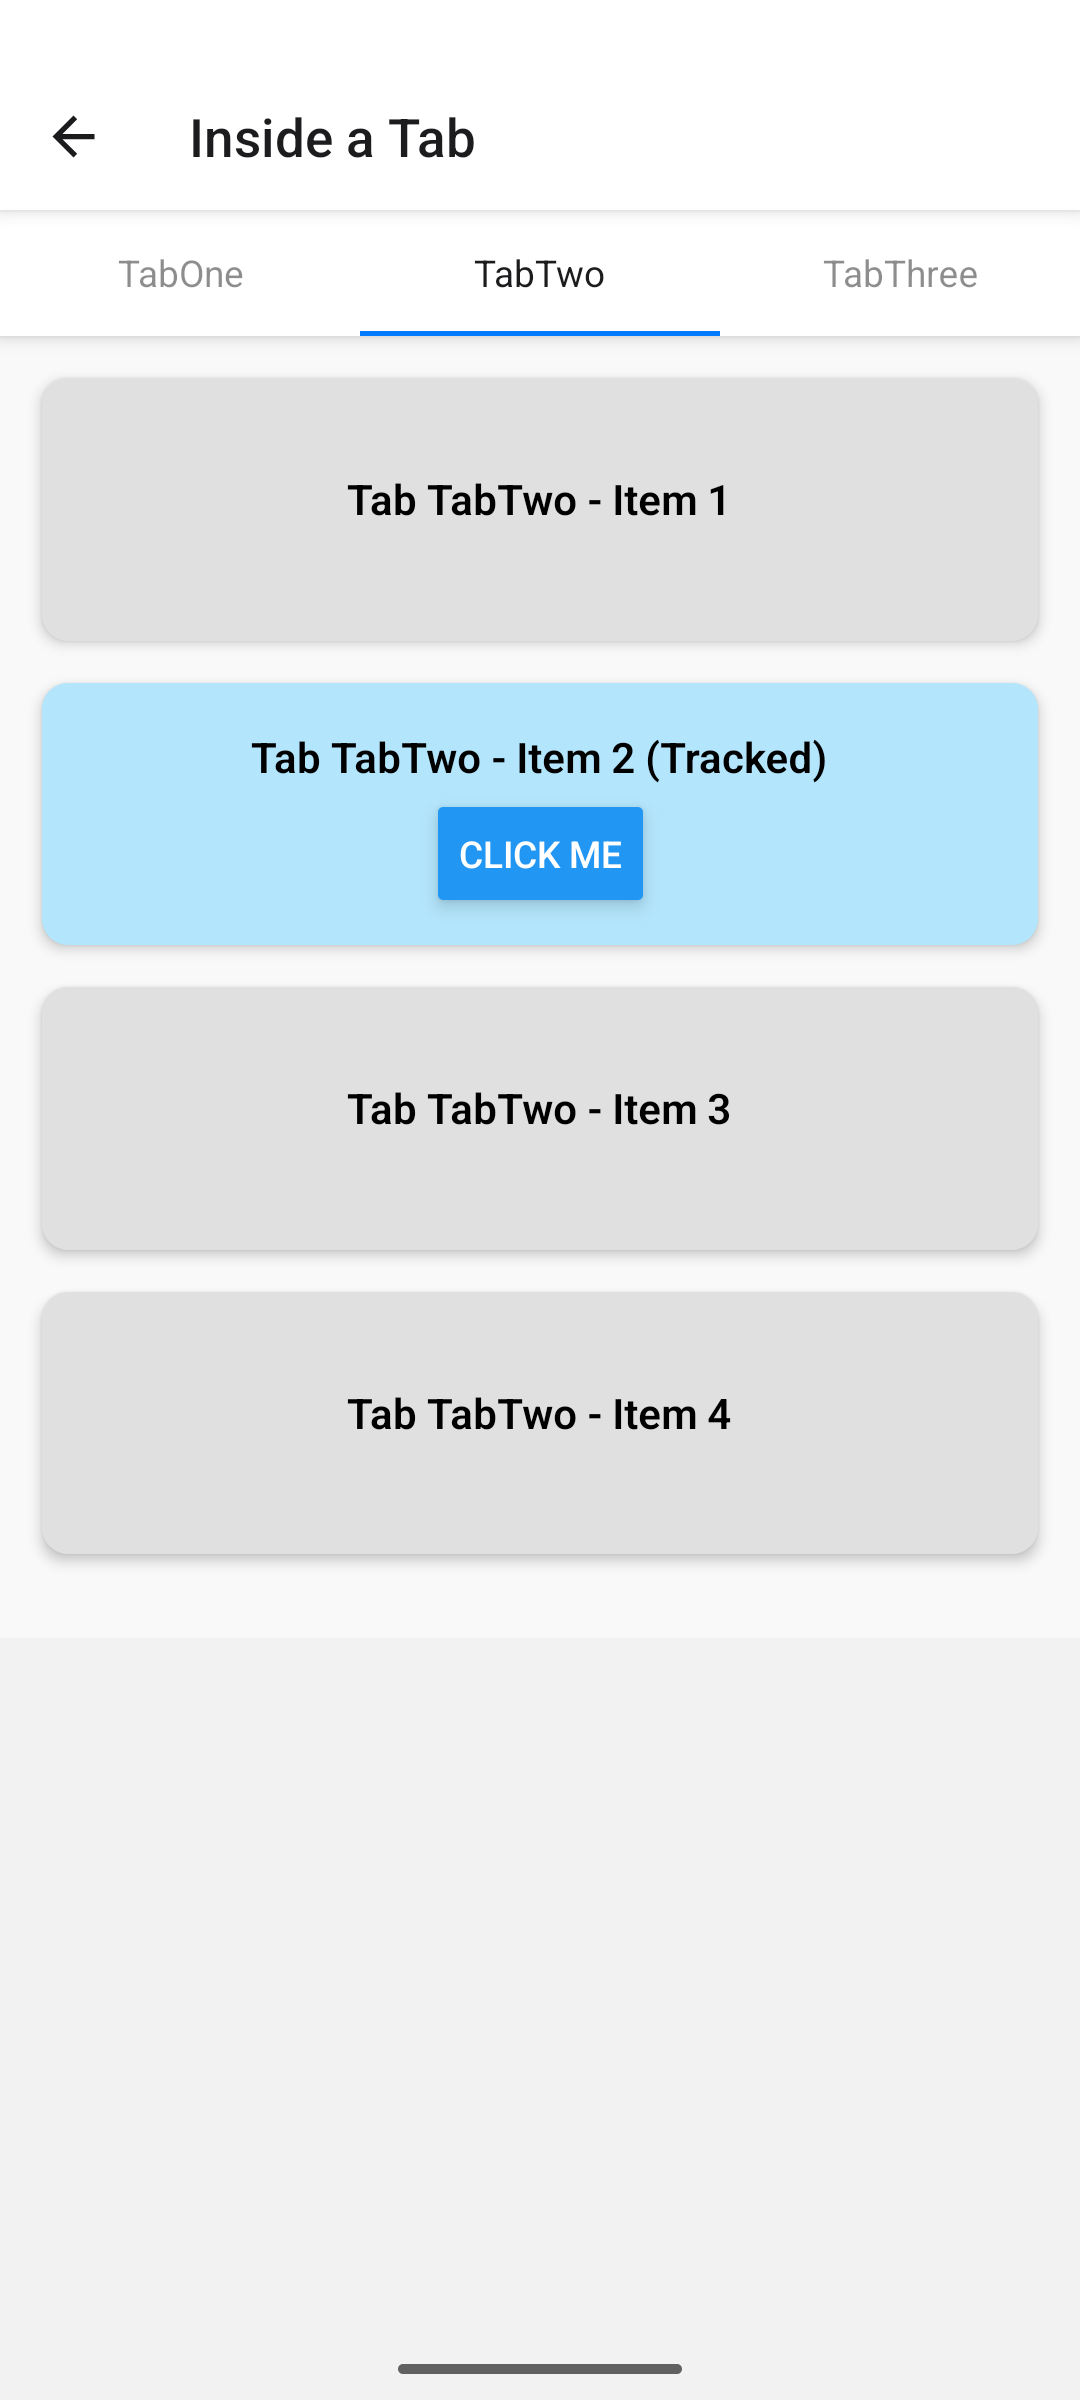 Inside a Tab
TabOne TabTwo TabThree
Tab TabTwo - Item 1
Tab TabTwo - Item 2 (Tracked)
CLICK ME
Tab TabTwo - Item 3
Tab TabTwo - Item 4